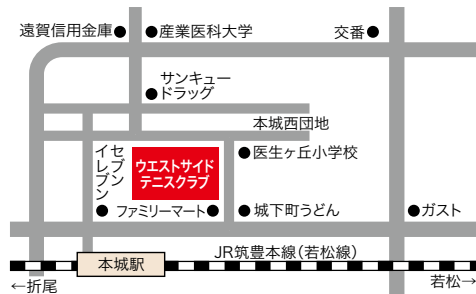 遠賀信用金庫
産業医科大学
交番
サンキュー
ドラッグ
本城西団地
セブン
イレブン
ウエストサイド
テニスクラブ
医生ヶ丘小学校
ファミリーマート
城下町うどん
ガスト
JR筑豊本線(若松線)
本城駅
←折尾
若松→